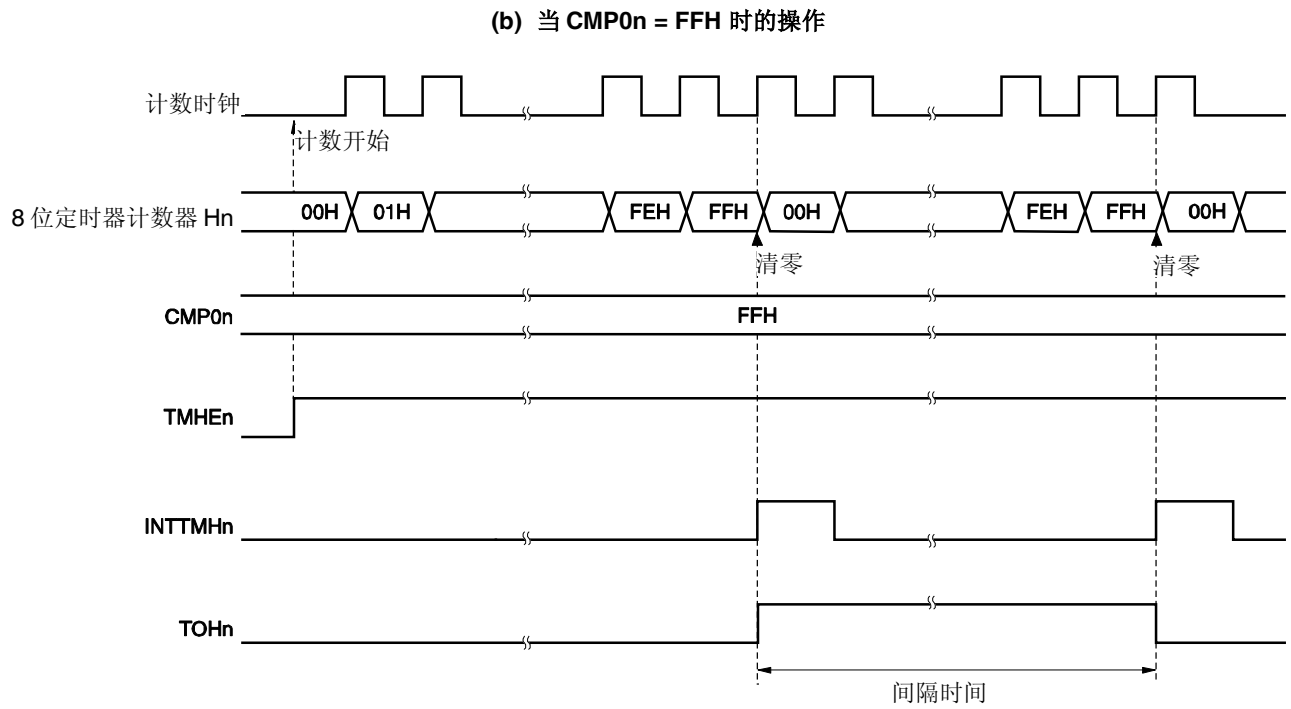 (b) 当 CMP0n = FFH 时的操作
计数时钟
计数开始
8 位定时器计数器 Hn
00H 01H FEH FFH 00H FEH FFH 00H
清零 清零
CMP0n
FFH
TMHEn
INTTMHn
TOHn
间隔时间